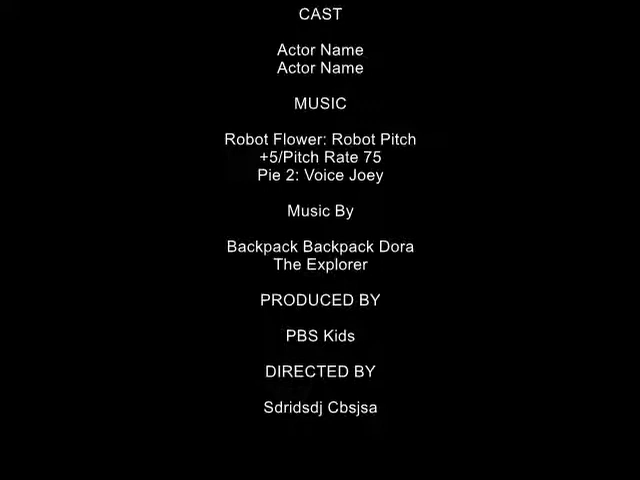 CAST
Actor Name
Actor Name
MUSIC
Robot Flower: Robot Pitch
+5/Pitch Rate 75
Pie 2: Voice Joey
Music By
Backpack Backpack Dora
The Explorer
PRODUCED BY
PBS Kids
DIRECTED BY
Sdridsdj Cbsjsa